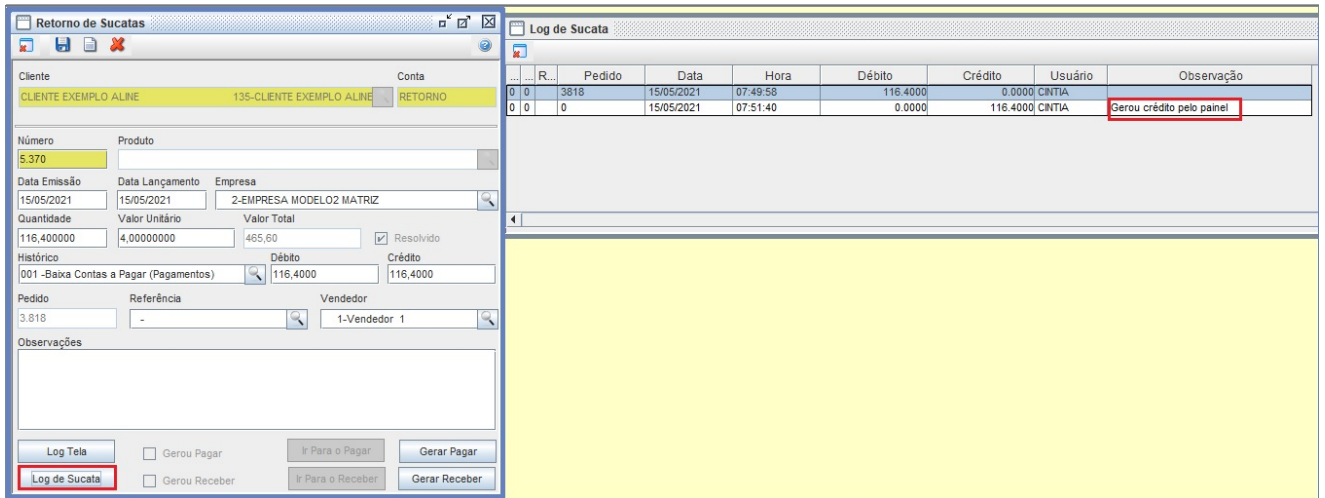 Retorno de Sucatas
Cliente Conta
CLIENTE EXEMPLO ALINE 135-CLIENTE EXEMPLO ALINE RETORNO
Número Produto
5.370
Data Emissão Data Lançamento Empresa
15/05/2021 15/05/2021 2-EMPRESA MODELO2 MATRIZ
Quantidade Valor Unitário Valor Total
116,400000 4,00000000 465,60 Resolvido
Histórico Débito Crédito
001 -Baixa Contas a Pagar (Pagamentos) 116,4000 116,4000
Pedido Referência Vendedor
3.818 - 1-Vendedor 1
Observações
Log Tela Gerou Pagar Ir Para o Pagar Gerar Pagar
Log de Sucata Gerou Receber Ir Para o Receber Gerar Receber
Log de Sucata
... ... R... Pedido Data Hora Débito Crédito Usuário Observação
0 0 3818 15/05/2021 07:49:58 116.4000 0.0000 CINTIA
0 0 0 15/05/2021 07:51:40 0.0000 116.4000 CINTIA Gerou crédito pelo painel